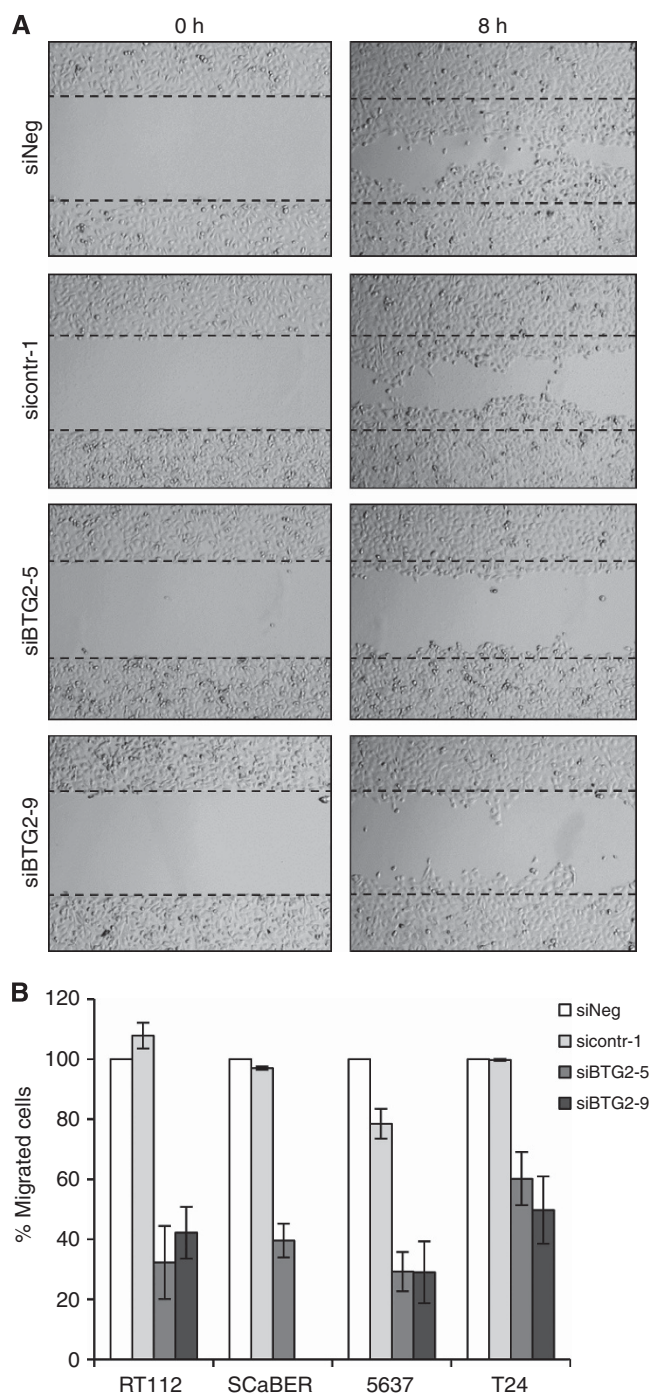 A
0 h
8 h
siNeg
sicontr-1
siBTG2-5
siBTG2-9
B
120
100
80
60
40
20
0
% Migrated cells
siNeg
sicontr-1
siBTG2-5
siBTG2-9
RT112
SCaBER
5637
T24